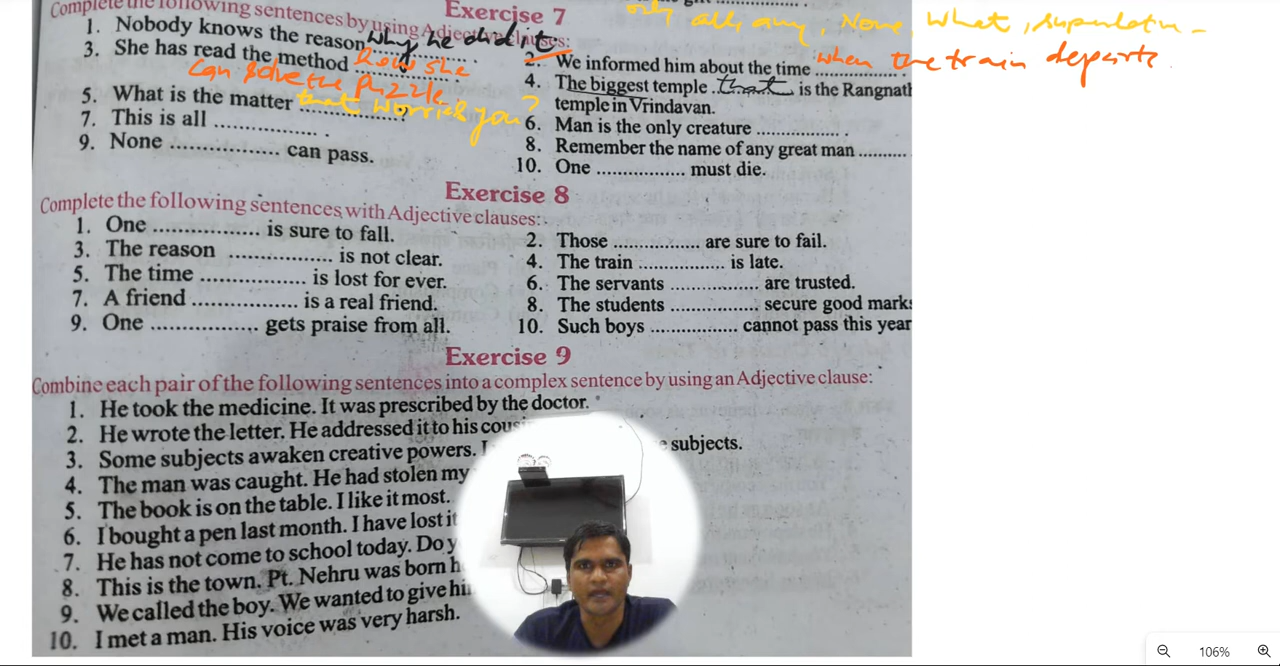 Complete the following sentences by using Adjective clauses:
Exercise 7
only all, any, None, What, superlativ-
1. Nobody knows the reason why he did it
2. We informed him about the time when the train departs.
3. She has read the method how she
can solve the puzzle
4. The biggest temple that is the Rangnath
temple in Vrindavan.
5. What is the matter that worries you?
6. Man is the only creature ................ .
7. This is all .................. .
8. Remember the name of any great man ..........
9. None ................... can pass.
10. One ............... must die.
Exercise 8
Complete the following sentences with Adjective clauses:
1. One .................. is sure to fall.
2. Those ............... are sure to fail.
3. The reason .................. is not clear.
4. The train ............... is late.
5. The time .................. is lost for ever.
6. The servants ............... are trusted.
7. A friend .................. is a real friend.
8. The students ............... secure good marks
9. One .................. gets praise from all.
10. Such boys ............... cannot pass this year
Exercise 9
Combine each pair of the following sentences into a complex sentence by using an Adjective clause:
1. He took the medicine. It was prescribed by the doctor.
2. He wrote the letter. He addressed it to his
3. Some subjects awaken creative powers. subjects.
4. The man was caught. He had stolen my
5. The book is on the table. I like it most.
6. I bought a pen last month. I have lost it
7. He has not come to school today. Do
8. This is the town. Pt. Nehru was born
9. We called the boy. We wanted to give
10. I met a man. His voice was very harsh.
106%